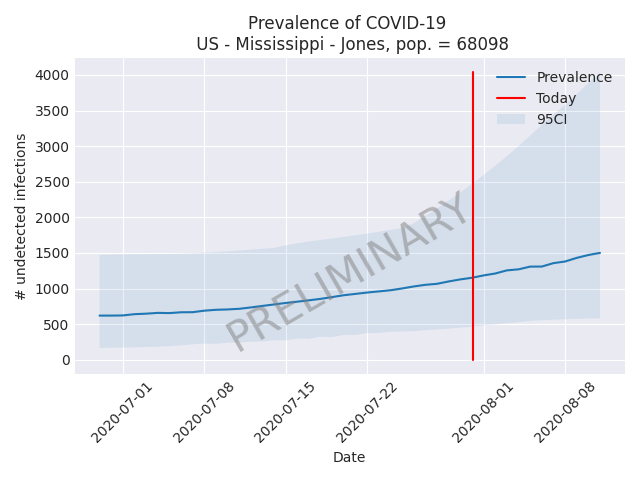 Prevalence of COVID-19
US - Mississippi - Jones, pop. = 68098
Prevalence
Today
95CI
4000
3500
3000
2500
2000
1500
1000
500
0
# undetected infections
PRELIMINARY
2020-07-01
2020-07-08
2020-07-15
2020-07-22
2020-08-01
2020-08-08
Date